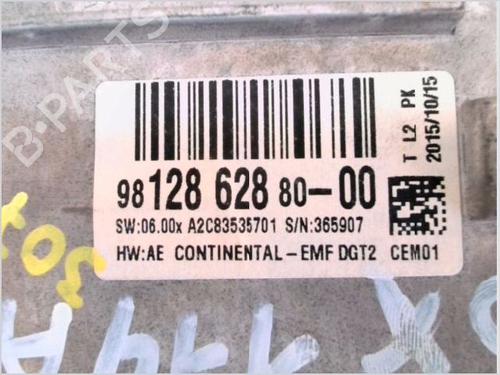 B-PARTS
98 128 628 80-00
SW:06.00x A2C83535701 S/N:365907
HW:AE CONTINENTAL-EMF DGT2 CEM01
T L2 PK
2015/10/15